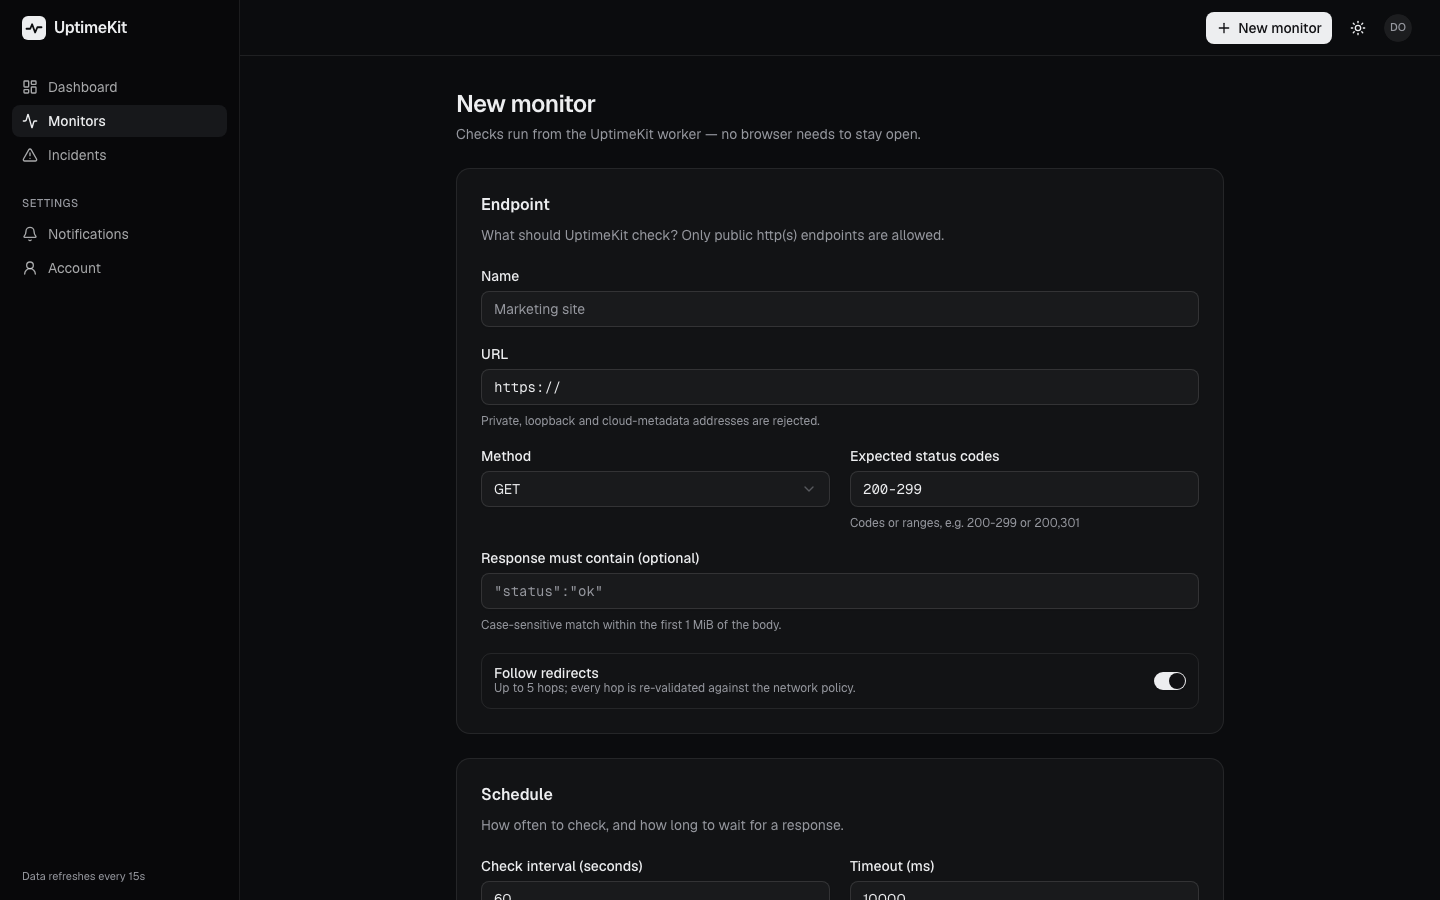 UptimeKit
New monitor
DO
Dashboard
Monitors
Incidents
SETTINGS
Notifications
Account
Data refreshes every 15s
New monitor
Checks run from the UptimeKit worker — no browser needs to stay open.
Endpoint
What should UptimeKit check? Only public http(s) endpoints are allowed.
Name
Marketing site
URL
https://
Private, loopback and cloud-metadata addresses are rejected.
Method
GET
Expected status codes
200-299
Codes or ranges, e.g. 200-299 or 200,301
Response must contain (optional)
"status":"ok"
Case-sensitive match within the first 1 MiB of the body.
Follow redirects
Up to 5 hops; every hop is re-validated against the network policy.
Schedule
How often to check, and how long to wait for a response.
Check interval (seconds)
60
Timeout (ms)
10000